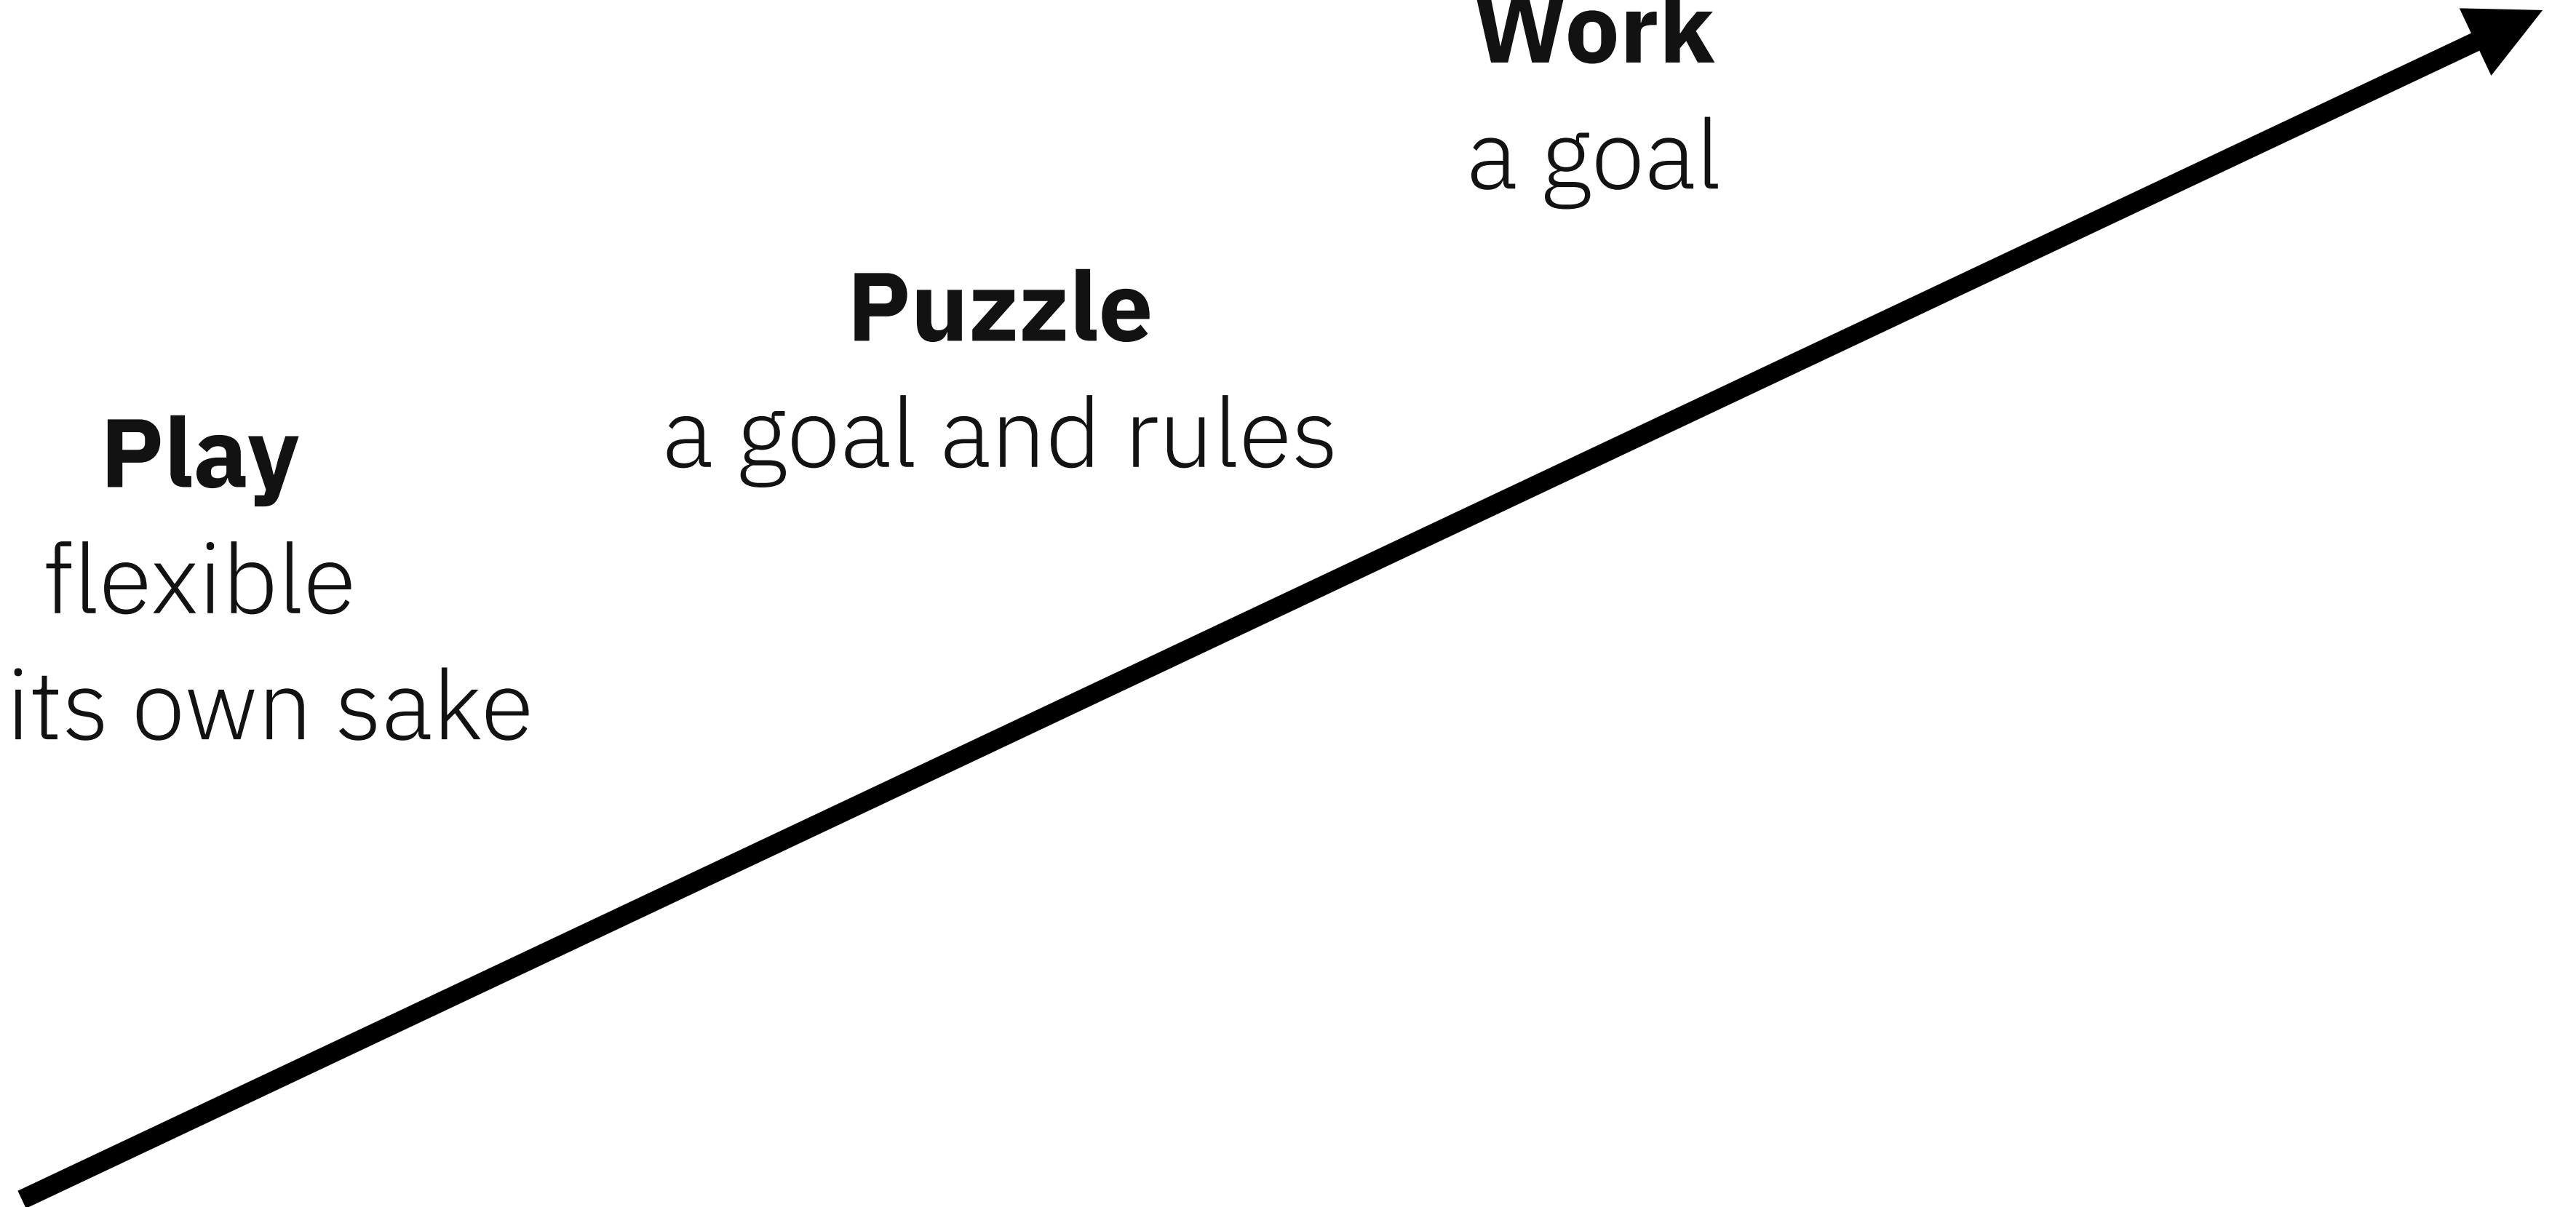 Work
a goal
Puzzle
a goal and rules
Play
flexible
its own sake